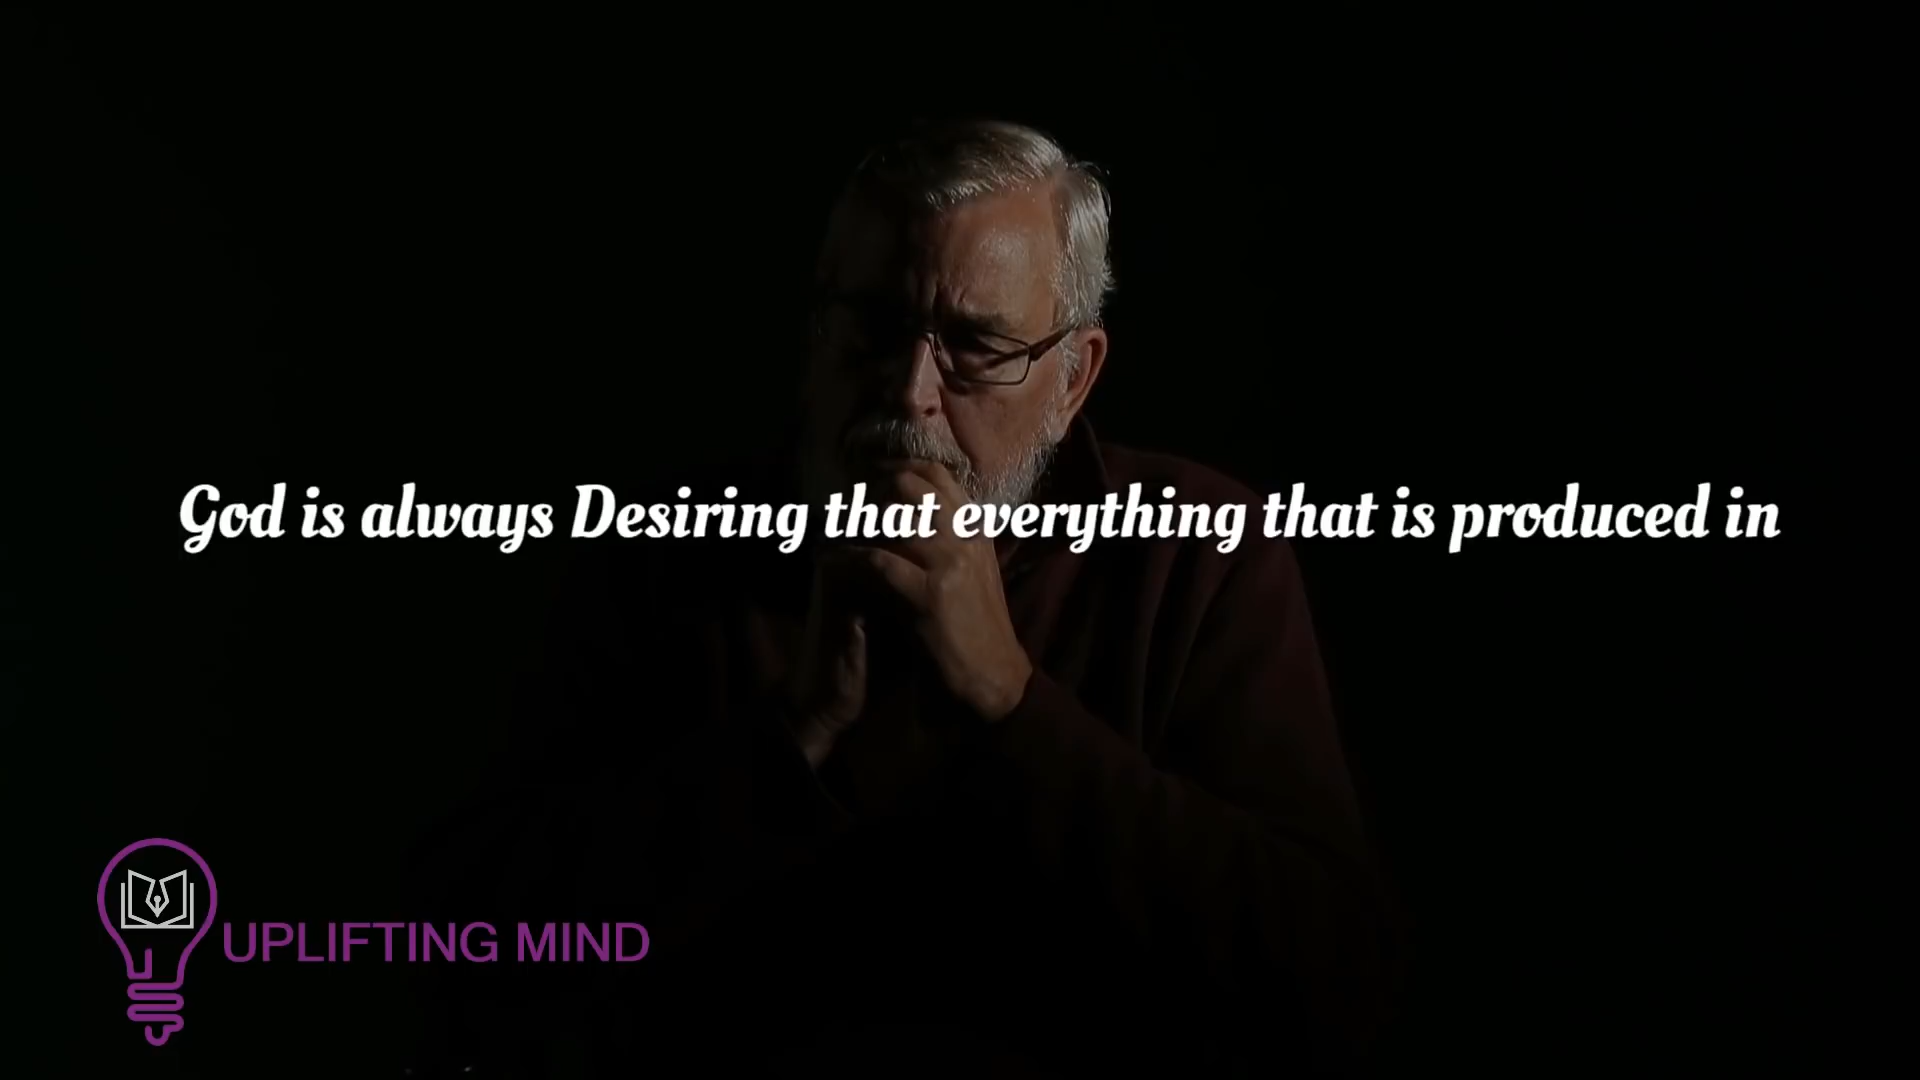 God is always Desiring that everything that is produced in
UPLIFTING MIND